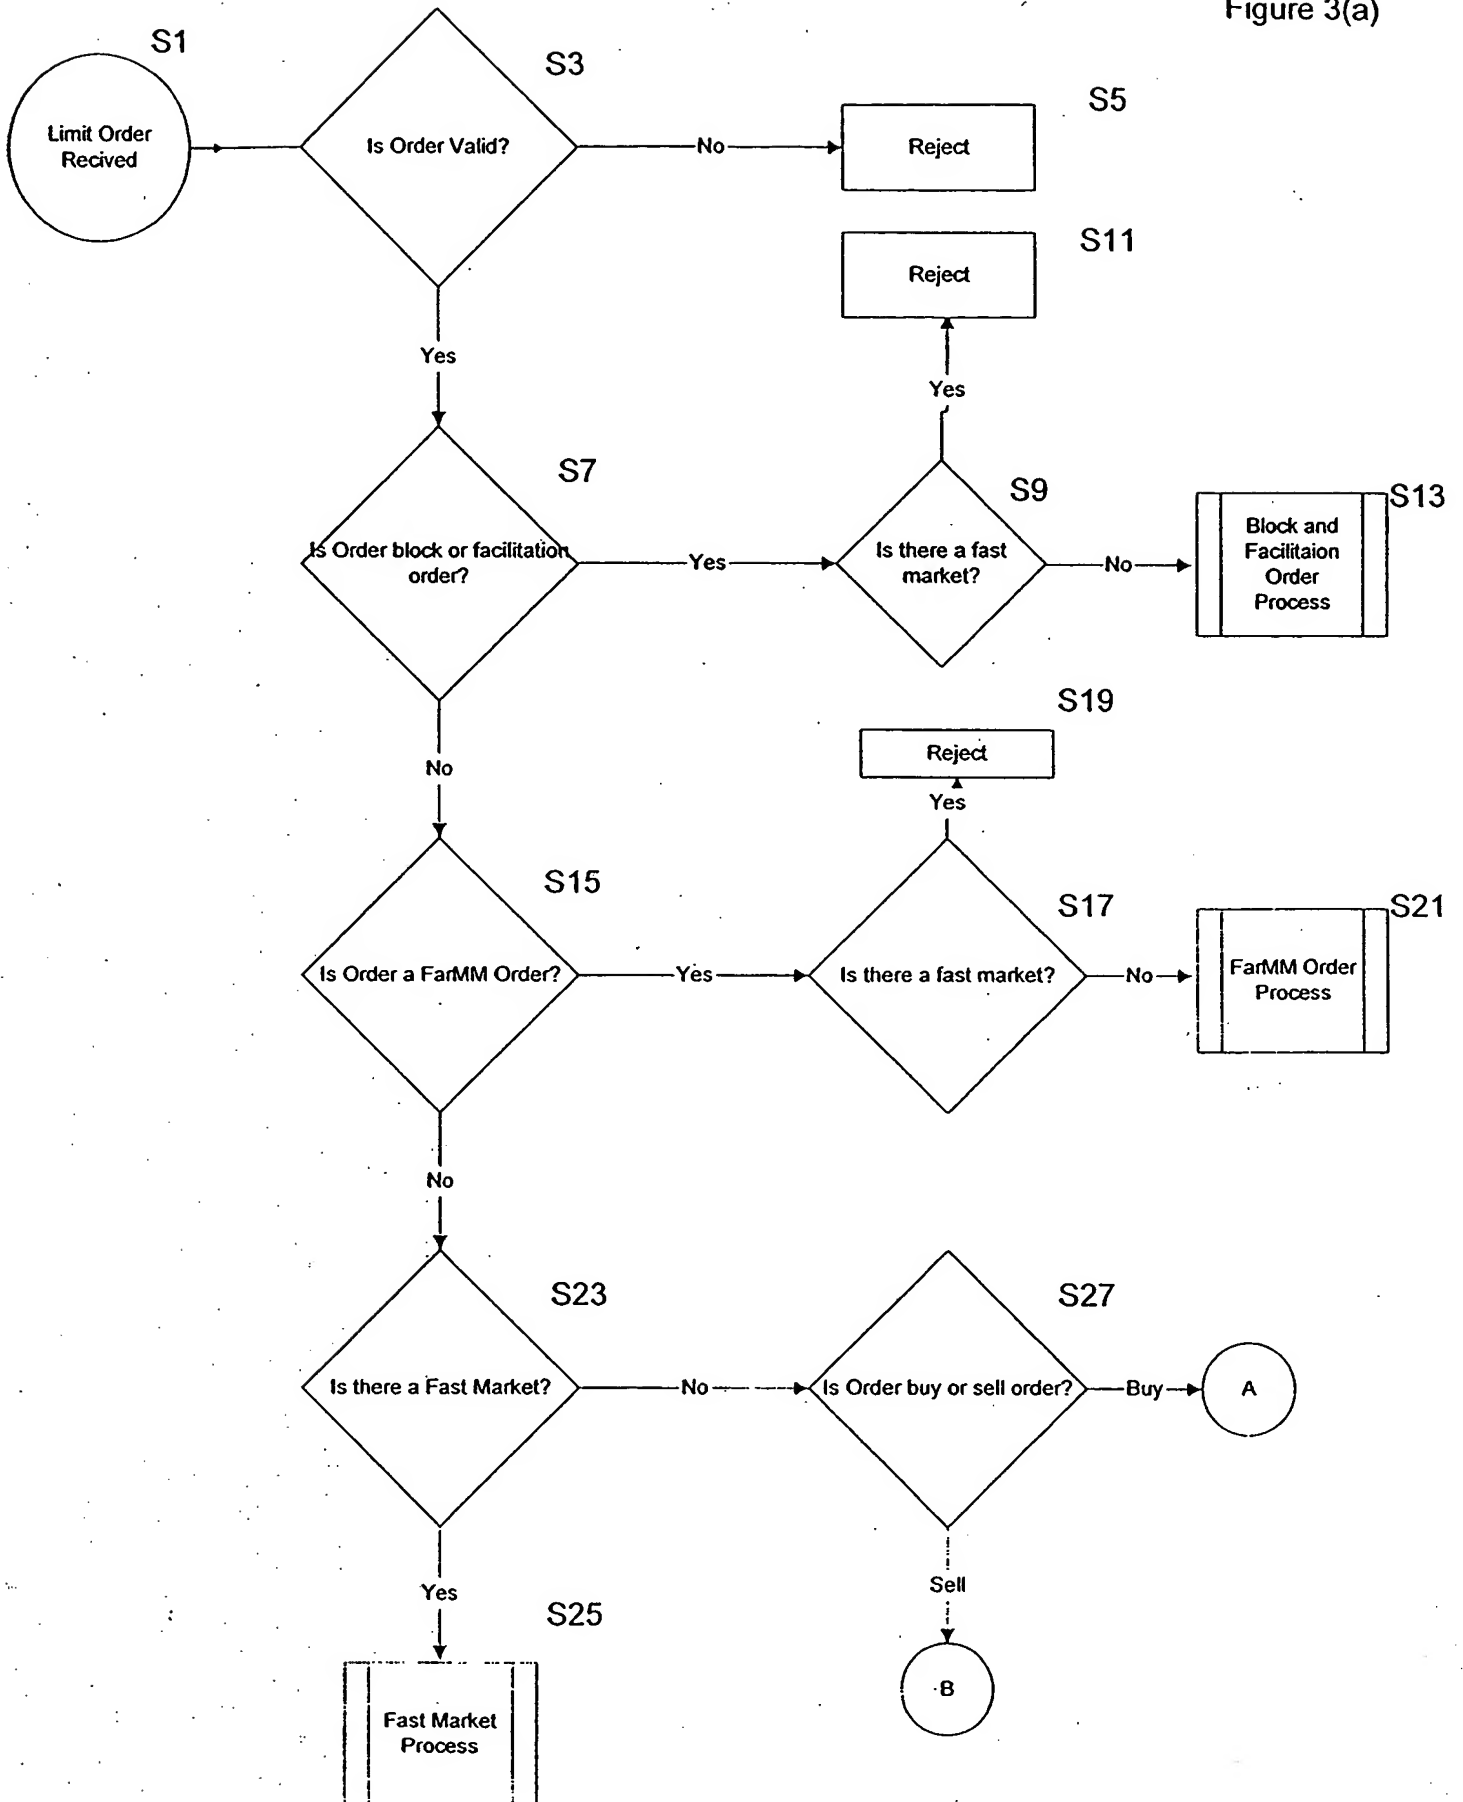 Figure 3(a)
S1
S3
Limit Order
Recived
Is Order Valid?
No
Reject
S5
Reject
S11
Yes
Yes
S7
Is Order block or facilitation
order?
Yes
S9
Is there a fast
market?
No
S13
Block and
Facilitaion
Order
Process
No
S19
Reject
Yes
S15
Is Order a FarMM Order?
Yes
S17
Is there a fast market?
No
S21
FarMM Order
Process
No
S23
Is there a Fast Market?
No
S27
Is Order buy or sell order?
Buy
A
Yes
S25
Fast Market
Process
Sell
B